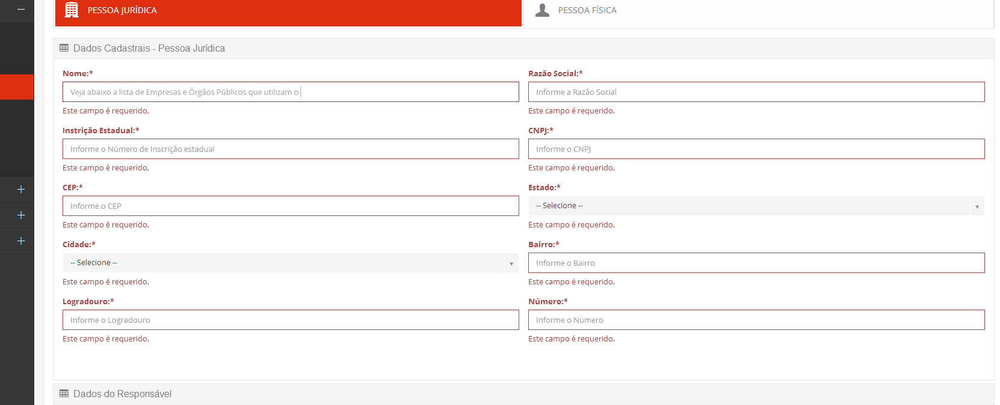 PESSOA JURÍDICA PESSOA FÍSICA
Dados Cadastrais - Pessoa Jurídica
Nome:* Razão Social:*
Veja abaixo a lista de Empresas e Órgãos Públicos que utilizam o Informe a Razão Social
Este campo é requerido. Este campo é requerido.
Instrição Estadual:* CNPJ:*
Informe o Número de Inscrição estadual Informe o CNPJ
Este campo é requerido. Este campo é requerido.
CEP:* Estado:*
Informe o CEP -- Selecione --
Este campo é requerido. Este campo é requerido.
Cidade:* Bairro:*
-- Selecione -- Informe o Bairro
Este campo é requerido. Este campo é requerido.
Logradouro:* Número:*
Informe o Logradouro Informe o Número
Este campo é requerido. Este campo é requerido.
Dados do Responsável